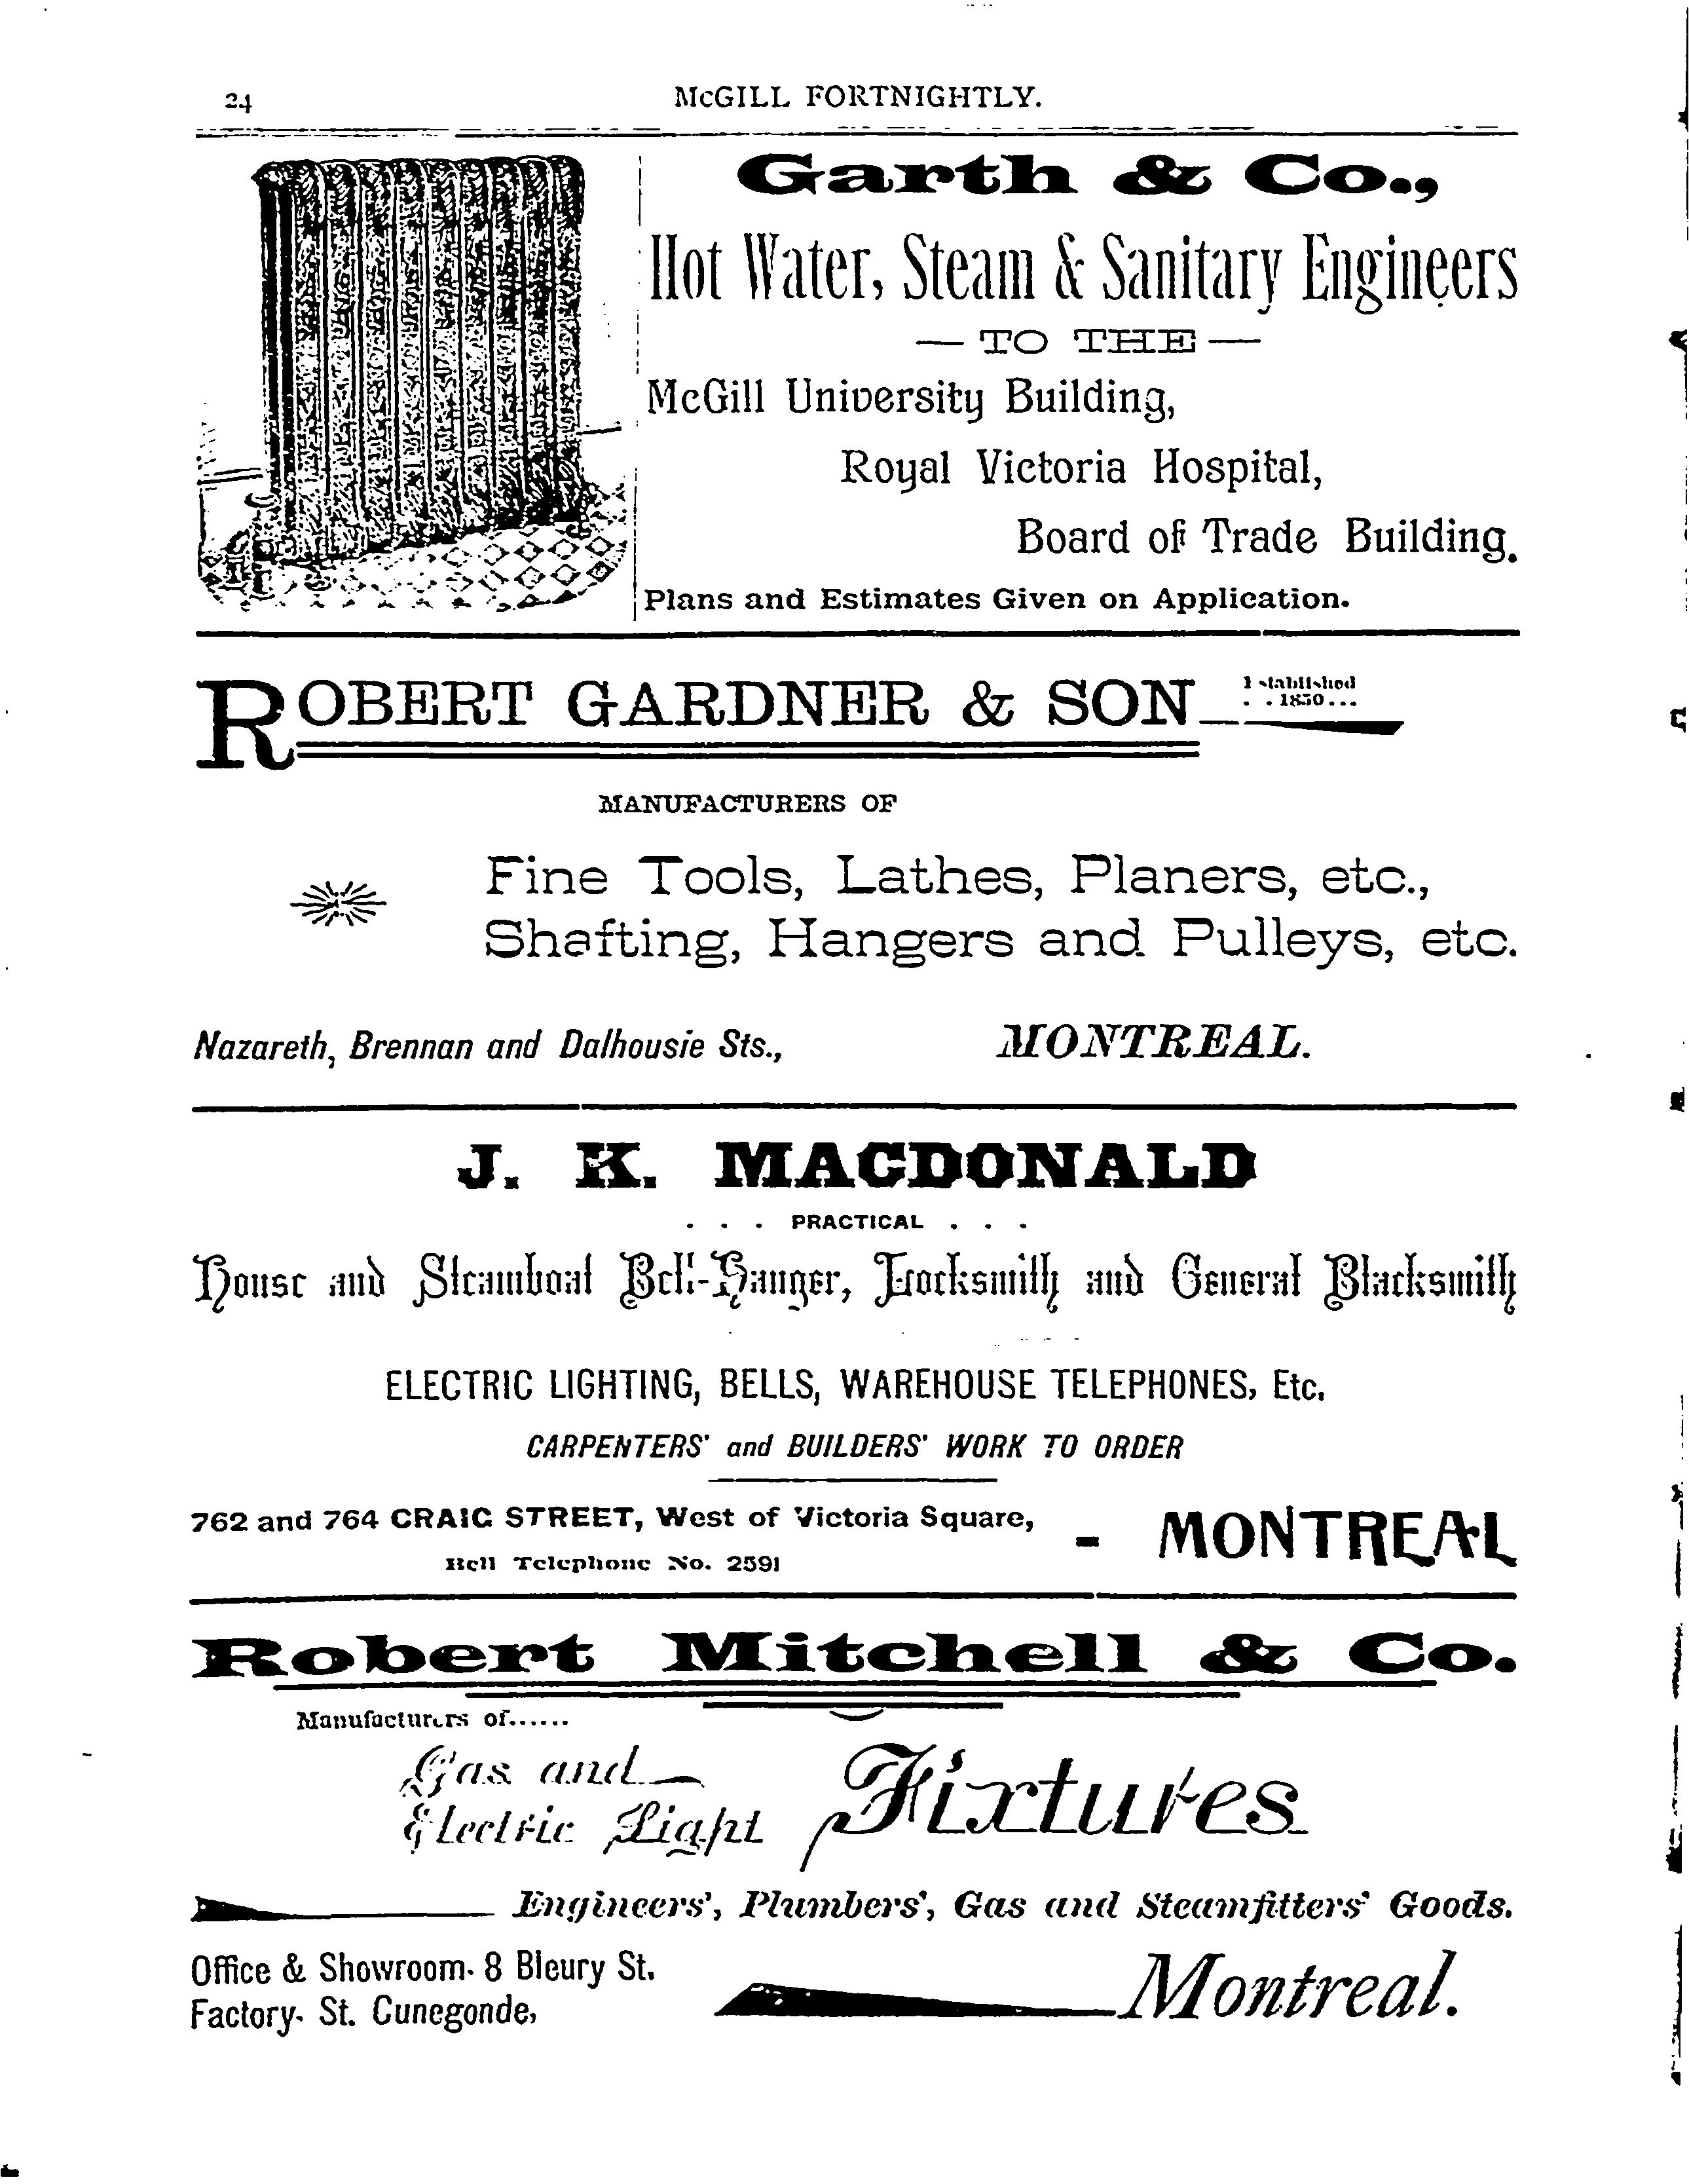 24
McGILL FORTNIGHTLY.
Garth & Co.,
Hot Water, Steam & Sanitary Engineers
— TO THE —
McGill University Building,
Royal Victoria Hospital,
Board of Trade Building.
Plans and Estimates Given on Application.
ROBERT GARDNER & SON
Established
. . 1850 . . .
MANUFACTURERS OF
Fine Tools, Lathes, Planers, etc.,
Shafting, Hangers and Pulleys, etc.
Nazareth, Brennan and Dalhousie Sts., MONTREAL.
J. K. MACDONALD
. . . PRACTICAL . . .
House and Steamboat Bell-Hanger, Locksmith and General Blacksmith
ELECTRIC LIGHTING, BELLS, WAREHOUSE TELEPHONES, Etc.
CARPENTERS' and BUILDERS' WORK TO ORDER
762 and 764 CRAIG STREET, West of Victoria Square, - MONTREAL
Bell Telephone No. 2591
Robert Mitchell & Co.
Manufacturers of......
Gas and
Electric Light Fixtures
Engineers', Plumbers', Gas and Steamfitters' Goods.
Office & Showroom- 8 Bleury St.
Factory- St. Cunegonde,
Montreal.